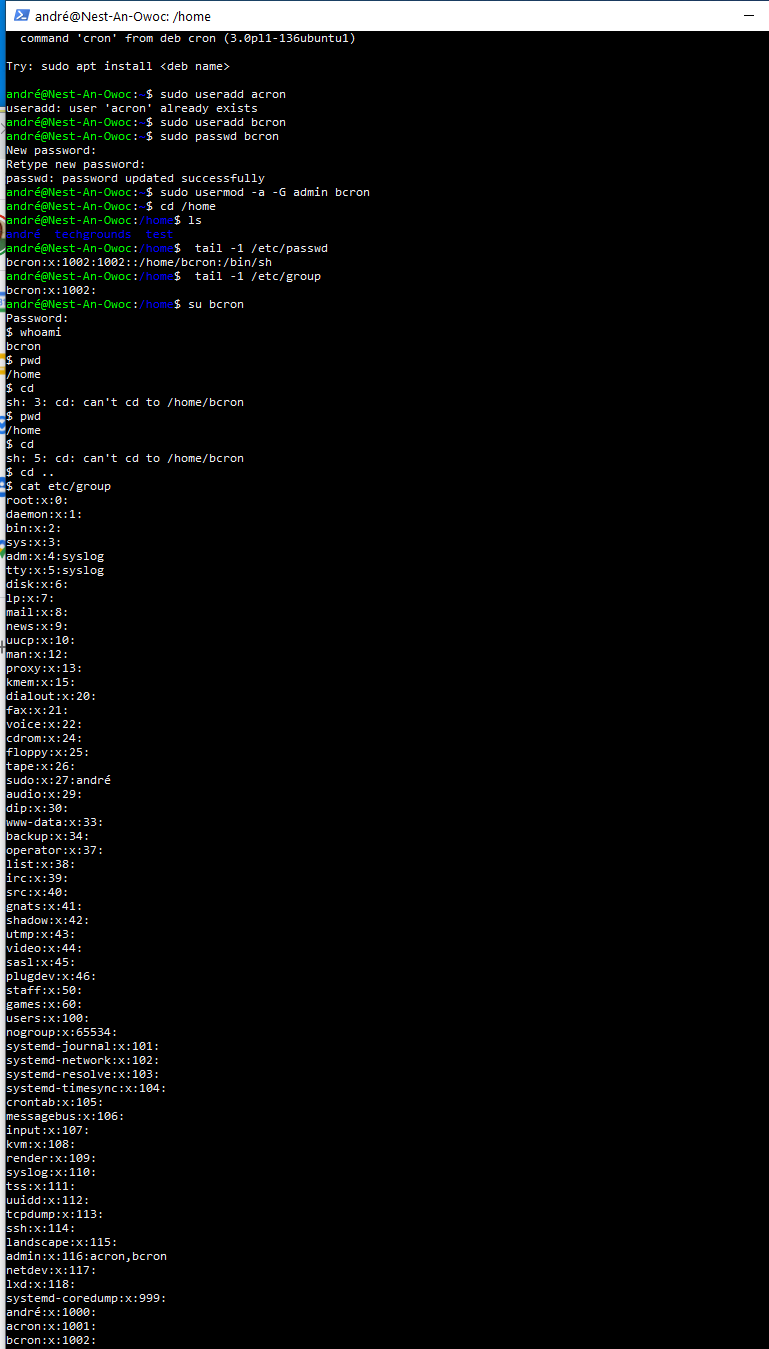 andré@Nest-An-Owoc: /home
command 'cron' from deb cron (3.0pl1-136ubuntu1)
Try: sudo apt install <deb name>
andré@Nest-An-Owoc:~$ sudo useradd acron
useradd: user 'acron' already exists
andré@Nest-An-Owoc:~$ sudo useradd bcron
andré@Nest-An-Owoc:~$ sudo passwd bcron
New password:
Retype new password:
passwd: password updated successfully
andré@Nest-An-Owoc:~$ sudo usermod -a -G admin bcron
andré@Nest-An-Owoc:~$ cd /home
andré@Nest-An-Owoc:/home$ ls
andré  techgrounds  test
andré@Nest-An-Owoc:/home$  tail -1 /etc/passwd
bcron:x:1002:1002::/home/bcron:/bin/sh
andré@Nest-An-Owoc:/home$  tail -1 /etc/group
bcron:x:1002:
andré@Nest-An-Owoc:/home$ su bcron
Password:
$ whoami
bcron
$ pwd
/home
$ cd
sh: 3: cd: can't cd to /home/bcron
$ pwd
/home
$ cd
sh: 5: cd: can't cd to /home/bcron
$ cd ..
$ cat etc/group
root:x:0:
daemon:x:1:
bin:x:2:
sys:x:3:
adm:x:4:syslog
tty:x:5:syslog
disk:x:6:
lp:x:7:
mail:x:8:
news:x:9:
uucp:x:10:
man:x:12:
proxy:x:13:
kmem:x:15:
dialout:x:20:
fax:x:21:
voice:x:22:
cdrom:x:24:
floppy:x:25:
tape:x:26:
sudo:x:27:andré
audio:x:29:
dip:x:30:
www-data:x:33:
backup:x:34:
operator:x:37:
list:x:38:
irc:x:39:
src:x:40:
gnats:x:41:
shadow:x:42:
utmp:x:43:
video:x:44:
sasl:x:45:
plugdev:x:46:
staff:x:50:
games:x:60:
users:x:100:
nogroup:x:65534:
systemd-journal:x:101:
systemd-network:x:102:
systemd-resolve:x:103:
systemd-timesync:x:104:
crontab:x:105:
messagebus:x:106:
input:x:107:
kvm:x:108:
render:x:109:
syslog:x:110:
tss:x:111:
uuidd:x:112:
tcpdump:x:113:
ssh:x:114:
landscape:x:115:
admin:x:116:acron,bcron
netdev:x:117:
lxd:x:118:
systemd-coredump:x:999:
andré:x:1000:
acron:x:1001:
bcron:x:1002: